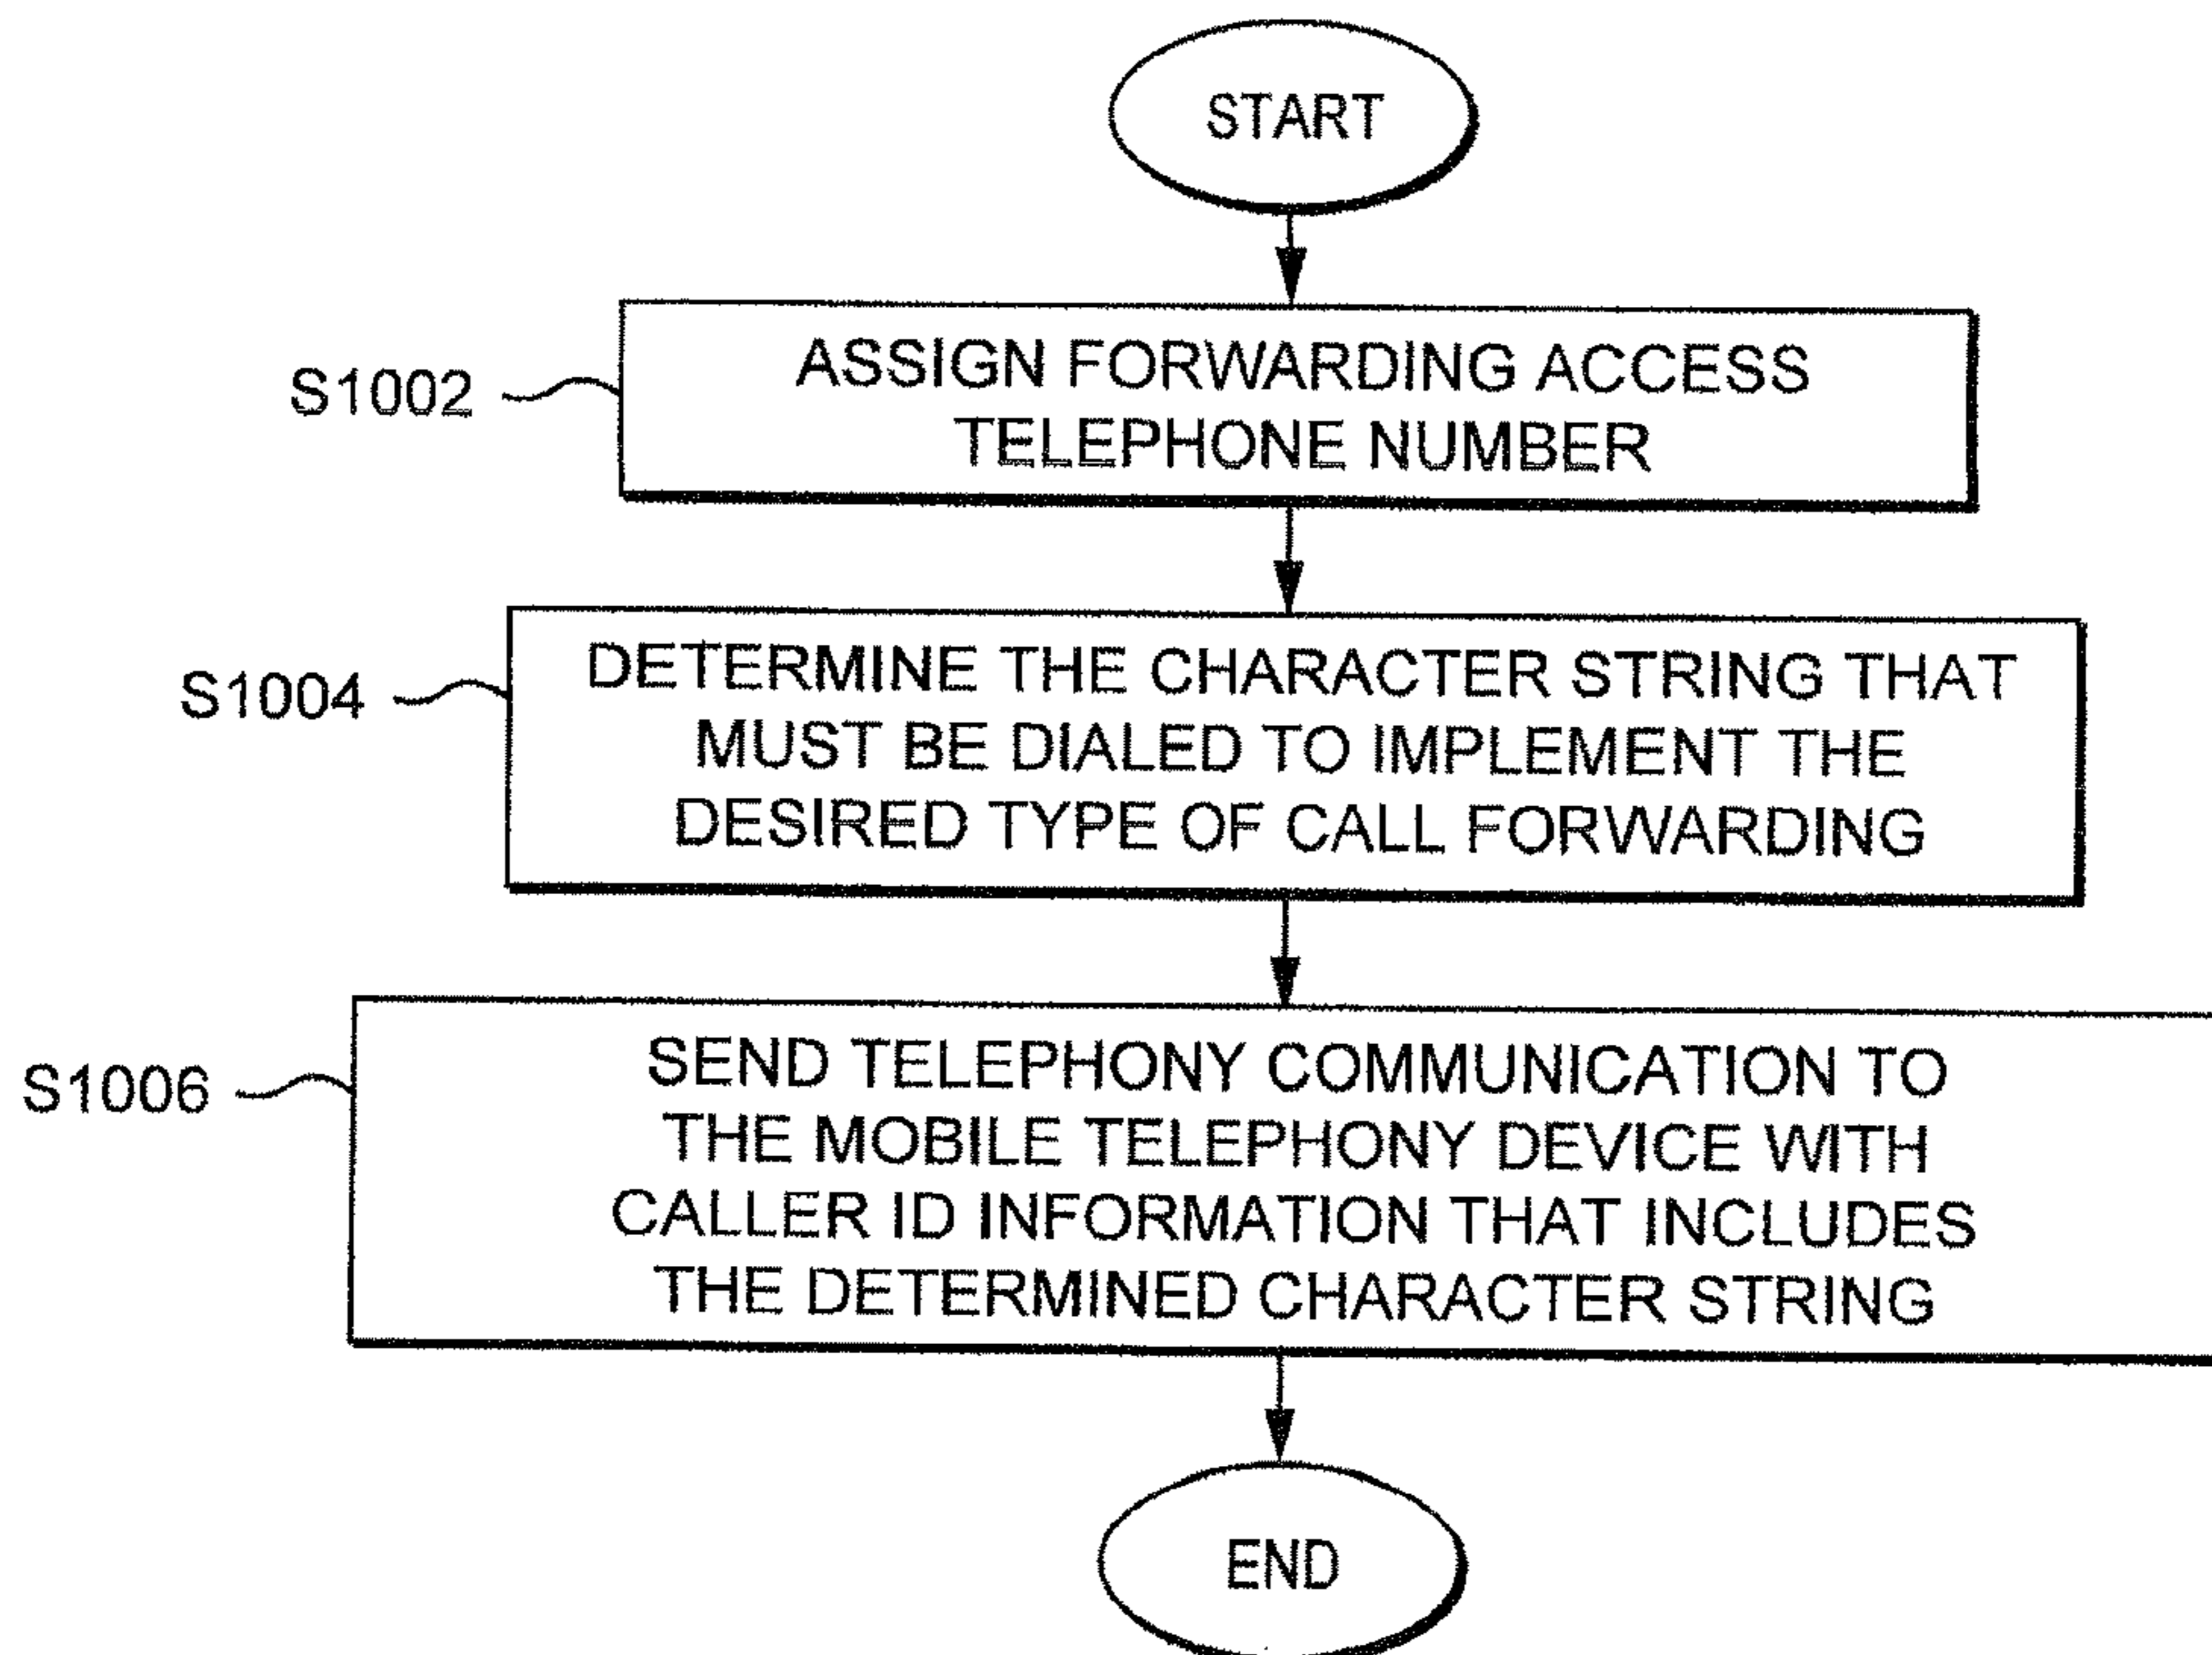 START
S1002
ASSIGN FORWARDING ACCESS
TELEPHONE NUMBER
S1004
DETERMINE THE CHARACTER STRING THAT
MUST BE DIALED TO IMPLEMENT THE
DESIRED TYPE OF CALL FORWARDING
S1006
SEND TELEPHONY COMMUNICATION TO
THE MOBILE TELEPHONY DEVICE WITH
CALLER ID INFORMATION THAT INCLUDES
THE DETERMINED CHARACTER STRING
END